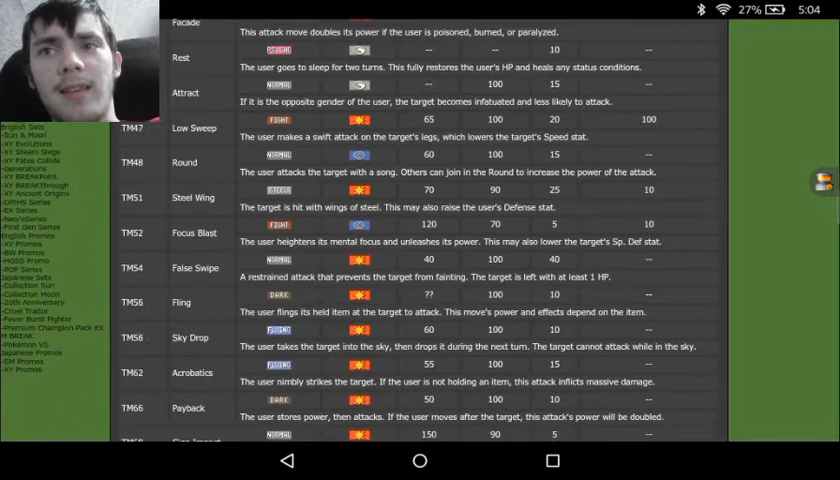 27% 5:04
Facade
This attack move doubles its power if the user is poisoned, burned, or paralyzed.
Rest PSYCHC -- -- 10 --
The user goes to sleep for two turns. This fully restores the user's HP and heals any status conditions.
Attract NORMAL -- 100 15 --
If it is the opposite gender of the user, the target becomes infatuated and less likely to attack.
TM47 Low Sweep FIGHT 65 100 20 100
The user makes a swift attack on the target's legs, which lowers the target's Speed stat.
TM48 Round NORMAL 60 100 15 --
The user attacks the target with a song. Others can join in the Round to increase the power of the attack.
TM51 Steel Wing STEEL 70 90 25 10
The target is hit with wings of steel. This may also raise the user's Defense stat.
TM52 Focus Blast FIGHT 120 70 5 10
The user heightens its mental focus and unleashes its power. This may also lower the target's Sp. Def stat.
TM54 False Swipe NORMAL 40 100 40 --
A restrained attack that prevents the target from fainting. The target is left with at least 1 HP.
TM56 Fling DARK ?? 100 10 --
The user flings its held item at the target to attack. This move's power and effects depend on the item.
TM58 Sky Drop FLYING 60 100 10 --
The user takes the target into the sky, then drops it during the next turn. The target cannot attack while in the sky.
TM62 Acrobatics FLYING 55 100 15 --
The user nimbly strikes the target. If the user is not holding an item, this attack inflicts massive damage.
TM66 Payback DARK 50 100 10 --
The user stores power, then attacks. If the user moves after the target, this attack's power will be doubled.
NORMAL 150 90 5 --
English Sets
-Sun & Moon
-XY Evolutions
-XY Steam Siege
-XY Fates Collide
-Generations
-XY BREAKPoint
-XY BREAKThrough
-XY Ancient Origins
-DPtHS Series
-EX Series
-Neo/eSeries
-First Gen Series
English Promos
-XY Promos
-BW Promos
-HGSS Promo
-POP Series
Japanese Sets
-Collection Sun
-Collection Moon
-20th Anniversary
-Cruel Traitor
-Fever Burst Fighter
-Premium Champion Pack EX
M BREAK
-Pokémon VS
Japanese Promos
-SM Promos
-XY Promos